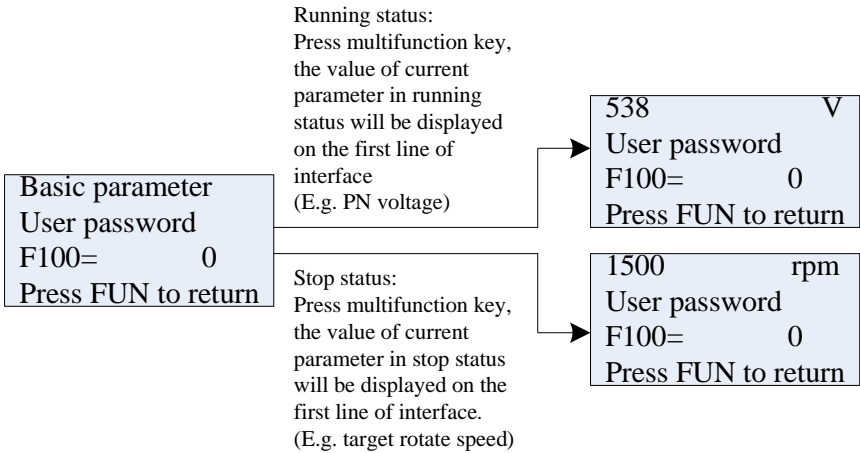 Running status:
Press multifunction key,
the value of current
parameter in running
status will be displayed
on the first line of
interface
(E.g. PN voltage)
Basic parameter
User password
F100= 0
Press FUN to return
538 V
User password
F100= 0
Press FUN to return
Stop status:
Press multifunction key,
the value of current
parameter in stop status
will be displayed on the
first line of interface.
(E.g. target rotate speed)
1500 rpm
User password
F100= 0
Press FUN to return